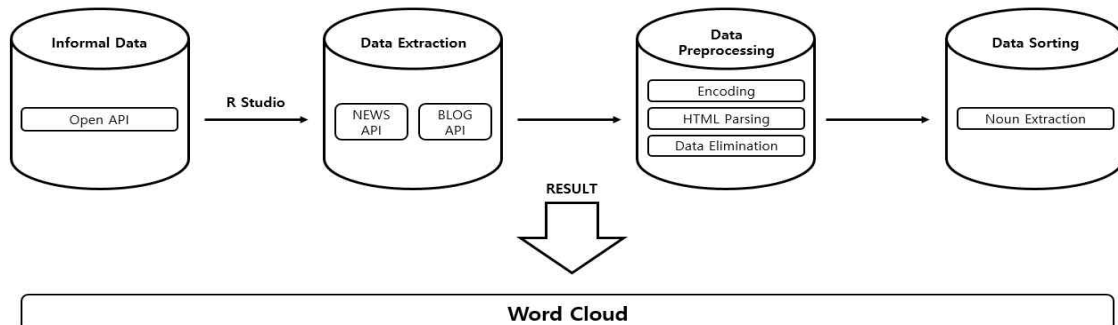 Informal Data
Open API
R Studio
Data Extraction
NEWS
API
BLOG
API
Data
Preprocessing
Encoding
HTML Parsing
Data Elimination
Data Sorting
Noun Extraction
RESULT
Word Cloud